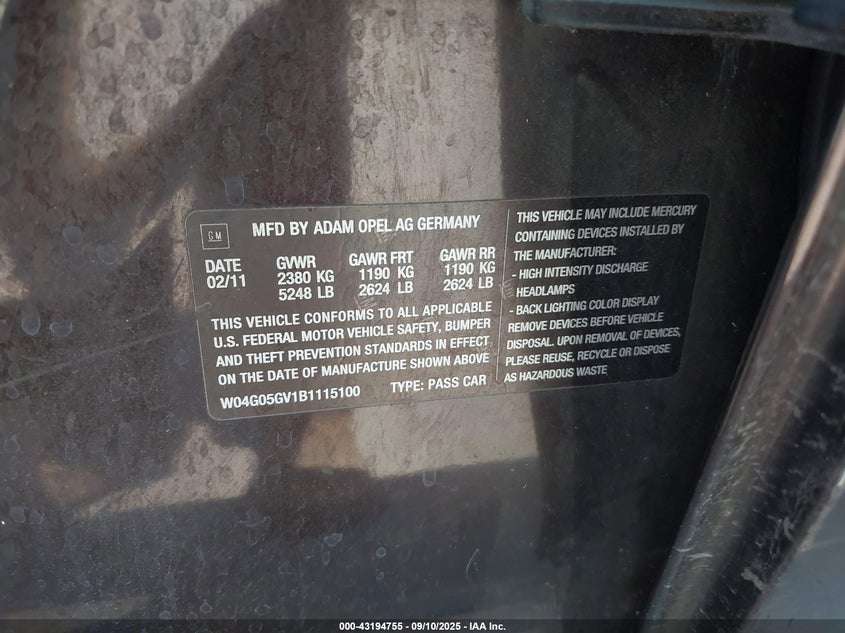 GM
MFD BY ADAM OPEL AG GERMANY
DATE GVWR GAWR FRT GAWR RR
02/11 2380 KG 1190 KG 1190 KG
5248 LB 2624 LB 2624 LB
THIS VEHICLE CONFORMS TO ALL APPLICABLE
U.S. FEDERAL MOTOR VEHICLE SAFETY, BUMPER
AND THEFT PREVENTION STANDARDS IN EFFECT
ON THE DATE OF MANUFACTURE SHOWN ABOVE
W04G05GV1B1115100 TYPE: PASS CAR
THIS VEHICLE MAY INCLUDE MERCURY
CONTAINING DEVICES INSTALLED BY
THE MANUFACTURER:
- HIGH INTENSITY DISCHARGE
HEADLAMPS
- BACK LIGHTING COLOR DISPLAY
REMOVE DEVICES BEFORE VEHICLE
DISPOSAL. UPON REMOVAL OF DEVICES,
PLEASE REUSE, RECYCLE OR DISPOSE
AS HAZARDOUS WASTE
000-43194755 - 09/10/2025 - IAA Inc.